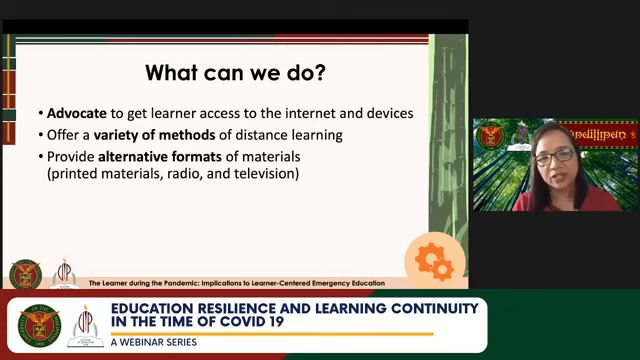 What can we do?
• Advocate to get learner access to the internet and devices
• Offer a variety of methods of distance learning
• Provide alternative formats of materials
(printed materials, radio, and television)
The Learner during the Pandemic: Implications to Learner-Centered Emergency Education
EDUCATION RESILIENCE AND LEARNING CONTINUITY
IN THE TIME OF COVID 19
A WEBINAR SERIES